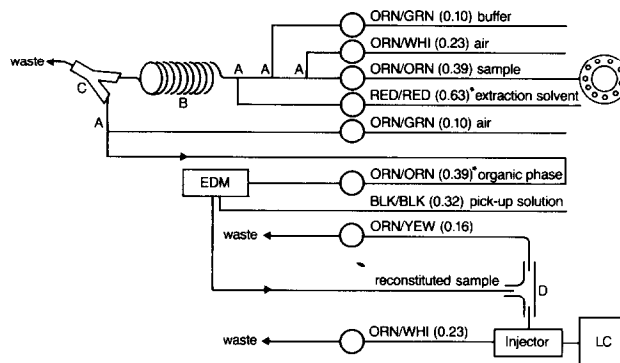 ORN/GRN (0.10) buffer
ORN/WHI (0.23) air
waste
A A A ORN/ORN (0.39) sample
C
B
RED/RED (0.63)* extraction solvent
A
ORN/GRN (0.10) air
ORN/ORN (0.39)* organic phase
EDM
BLK/BLK (0.32) pick-up solution
ORN/YEW (0.16)
waste
reconstituted sample
D
ORN/WHI (0.23)
waste
Injector
LC